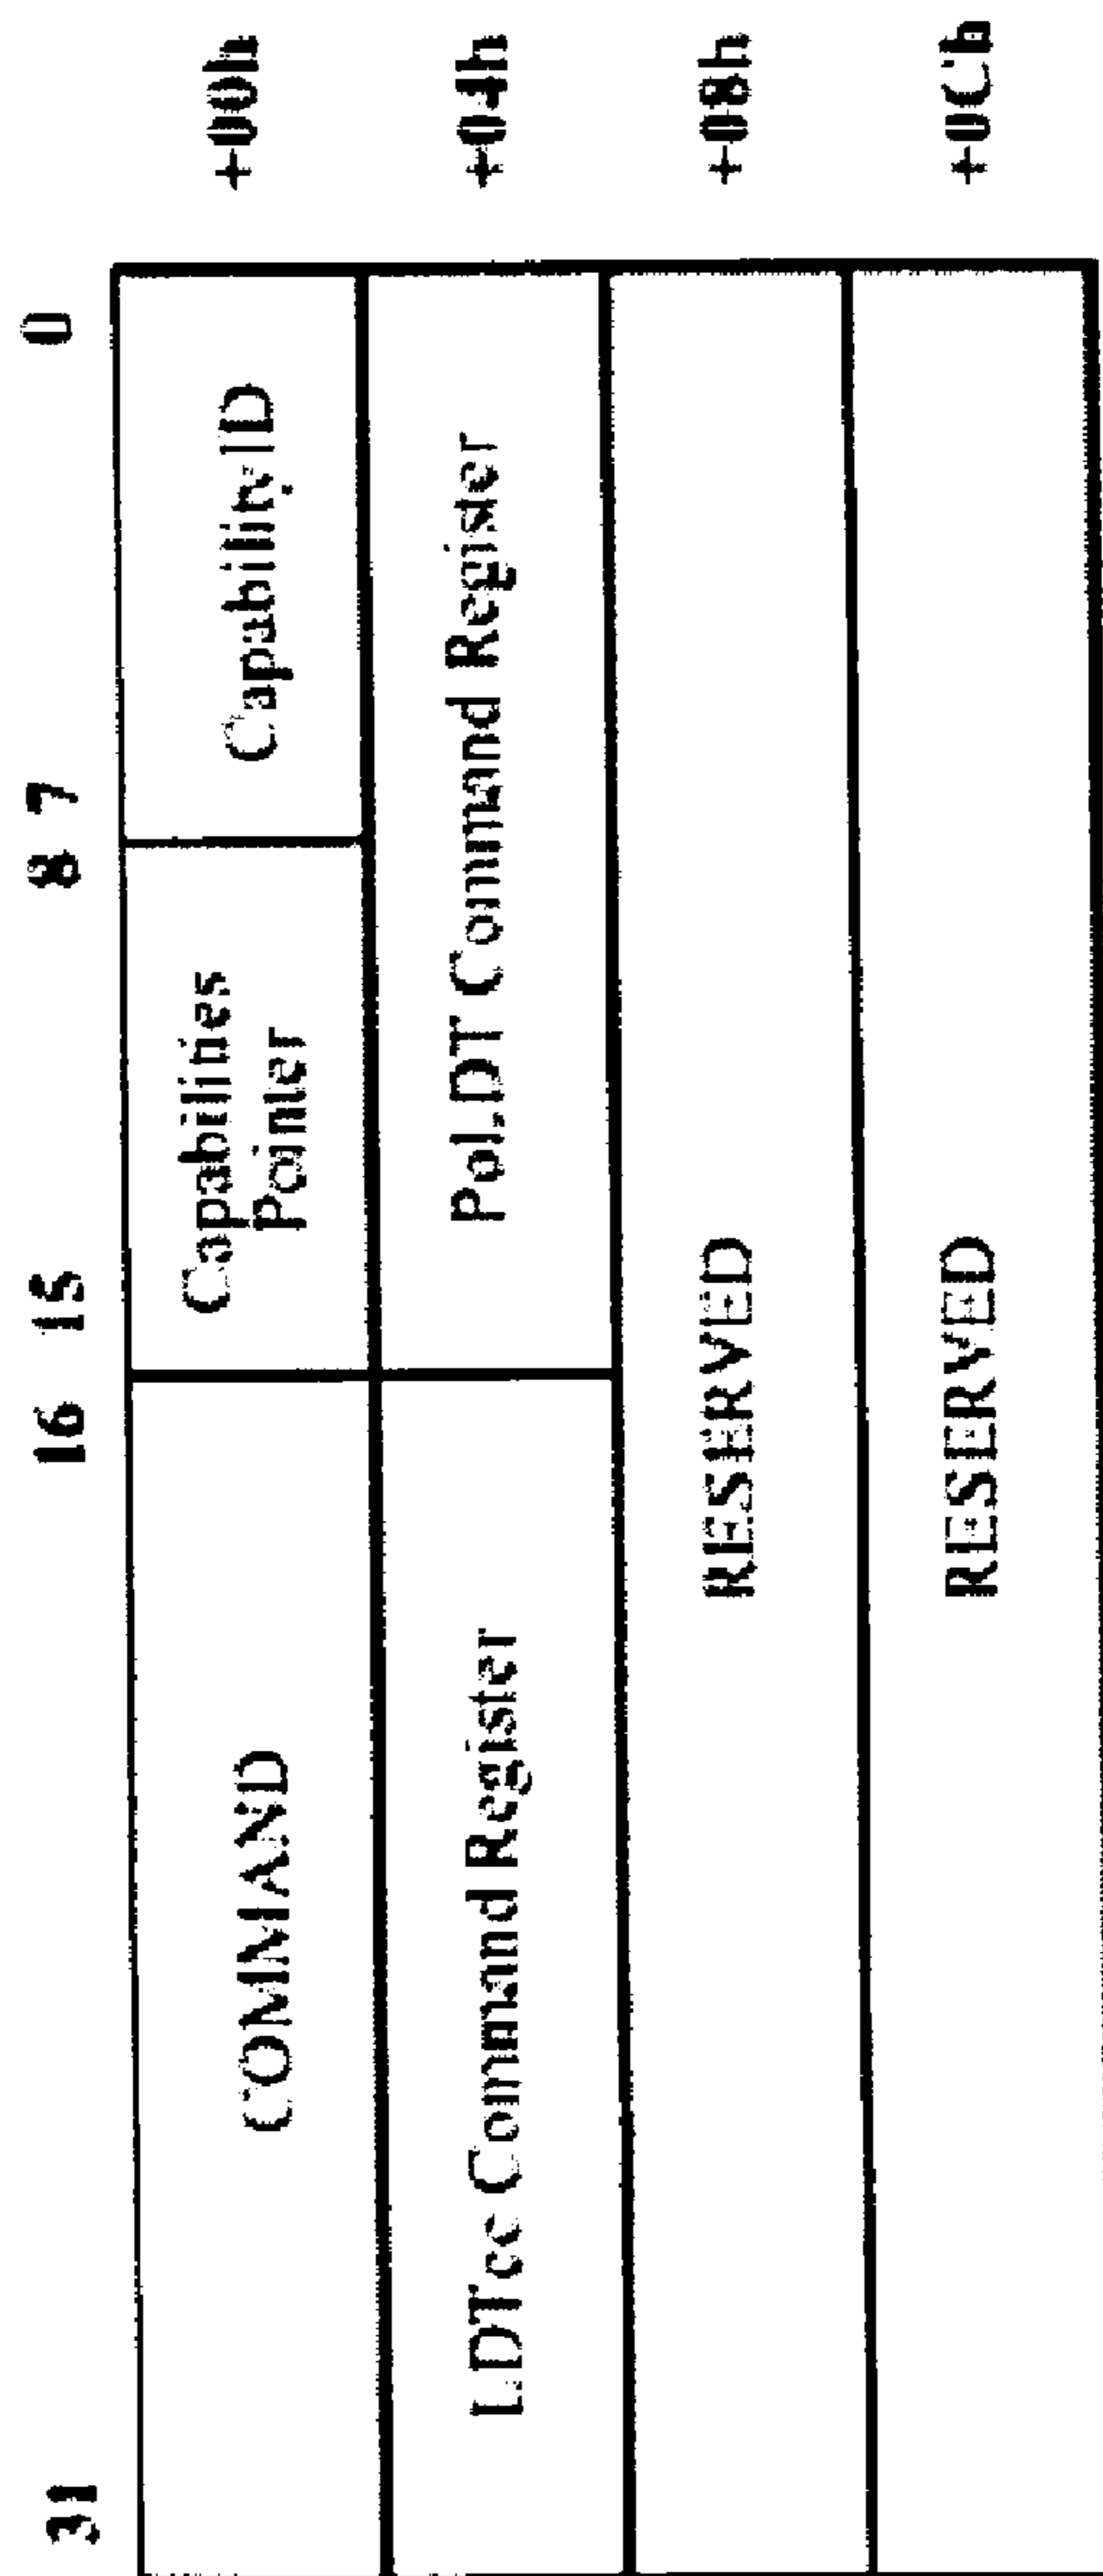 31 16 15 8 7 0
COMMAND Capabilities Pointer Capability ID +00h
LDTcc Command Register PoLDT Command Register +04h
RESERVED +08h
RESERVED +0Ch